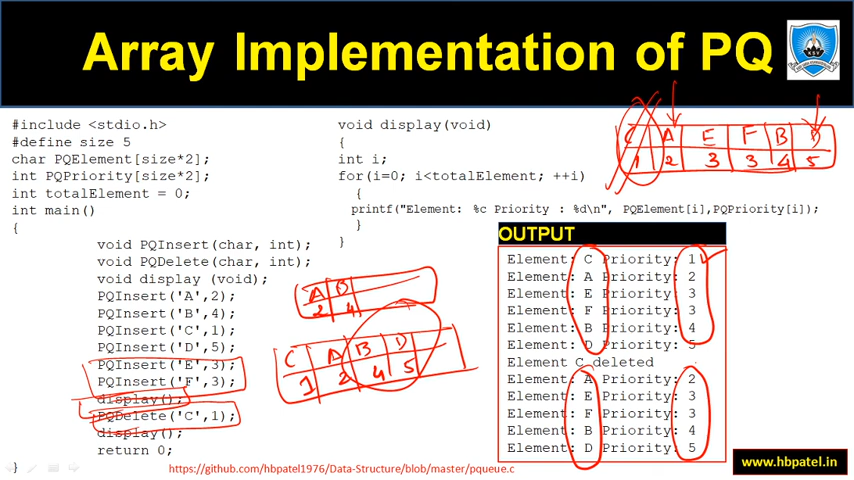 Array Implementation of PQ
#include <stdio.h>
#define size 5
char PQElement[size*2];
int PQPriority[size*2];
int totalElement = 0;
int main()
{
void PQInsert(char, int);
void PQDelete(char, int);
void display (void);
PQInsert('A',2);
PQInsert('B',4);
PQInsert('C',1);
PQInsert('D',5);
PQInsert('E',3);
PQInsert('F',3);
display();
PQDelete('C',1);
display();
return 0;
}
void display(void)
{
int i;
for(i=0; i<totalElement; ++i)
{
printf("Element: %c Priority : %d\n", PQElement[i],PQPriority[i]);
}
}
C A E F B D
1 2 3 3 4 5
A B
2 4
C A B D
1 2 4 5
OUTPUT
Element: C Priority: 1
Element: A Priority: 2
Element: E Priority: 3
Element: F Priority: 3
Element: B Priority: 4
Element: D Priority: 5
Element C deleted
Element: A Priority: 2
Element: E Priority: 3
Element: F Priority: 3
Element: B Priority: 4
Element: D Priority: 5
https://github.com/hbpatel1976/Data-Structure/blob/master/pqueue.c
www.hbpatel.in